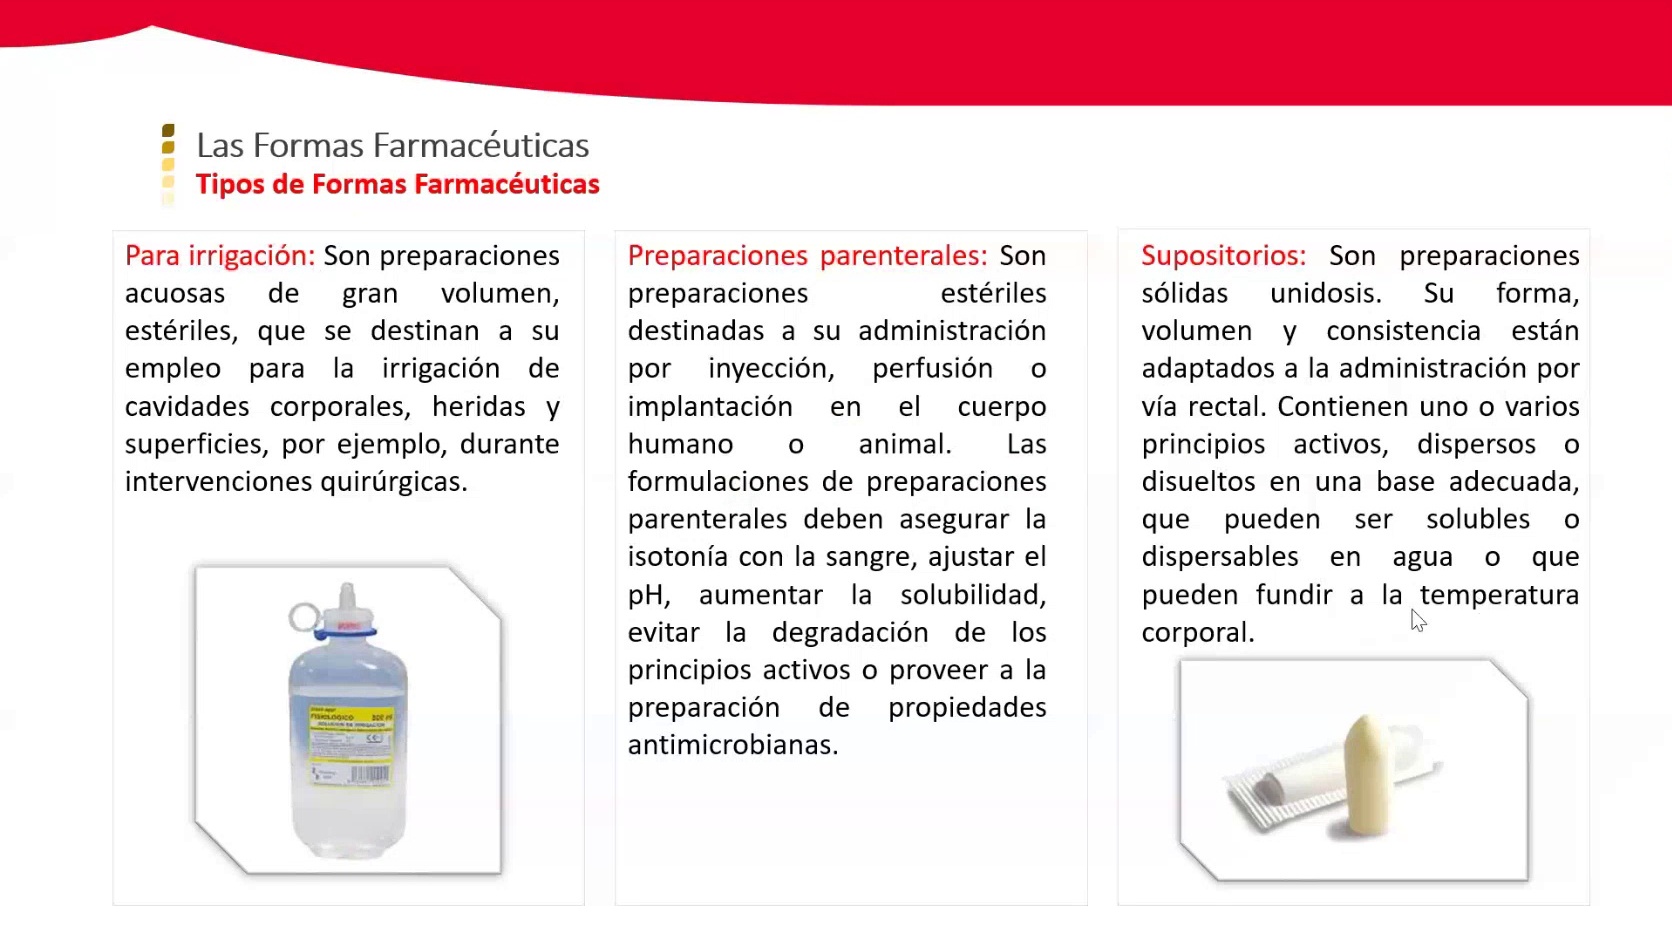 Las Formas Farmacéuticas
Tipos de Formas Farmacéuticas
Para irrigación: Son preparaciones
acuosas de gran volumen,
estériles, que se destinan a su
empleo para la irrigación de
cavidades corporales, heridas y
superficies, por ejemplo, durante
intervenciones quirúrgicas.
FISIOLOGICO
Preparaciones parenterales: Son
preparaciones estériles
destinadas a su administración
por inyección, perfusión o
implantación en el cuerpo
humano o animal. Las
formulaciones de preparaciones
parenterales deben asegurar la
isotonía con la sangre, ajustar el
pH, aumentar la solubilidad,
evitar la degradación de los
principios activos o proveer a la
preparación de propiedades
antimicrobianas.
Supositorios: Son preparaciones
sólidas unidosis. Su forma,
volumen y consistencia están
adaptados a la administración por
vía rectal. Contienen uno o varios
principios activos, dispersos o
disueltos en una base adecuada,
que pueden ser solubles o
dispersables en agua o que
pueden fundir a la temperatura
corporal.